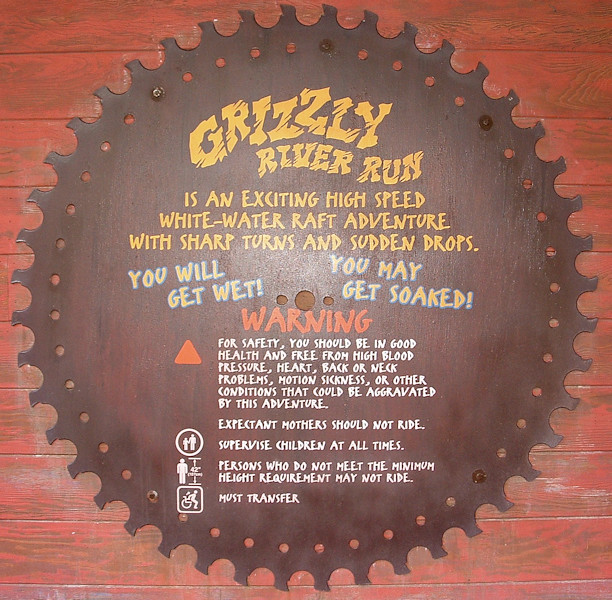 GRIZZLY
RIVER RUN
IS AN EXCITING HIGH SPEED
WHITE-WATER RAFT ADVENTURE
WITH SHARP TURNS AND SUDDEN DROPS.
YOU WILL
GET WET!
YOU MAY
GET SOAKED!
WARNING
FOR SAFETY, YOU SHOULD BE IN GOOD
HEALTH AND FREE FROM HIGH BLOOD
PRESSURE, HEART, BACK OR NECK
PROBLEMS, MOTION SICKNESS, OR OTHER
CONDITIONS THAT COULD BE AGGRAVATED
BY THIS ADVENTURE.
EXPECTANT MOTHERS SHOULD NOT RIDE.
SUPERVISE CHILDREN AT ALL TIMES.
42"
PERSONS WHO DO NOT MEET THE MINIMUM
HEIGHT REQUIREMENT MAY NOT RIDE.
MUST TRANSFER